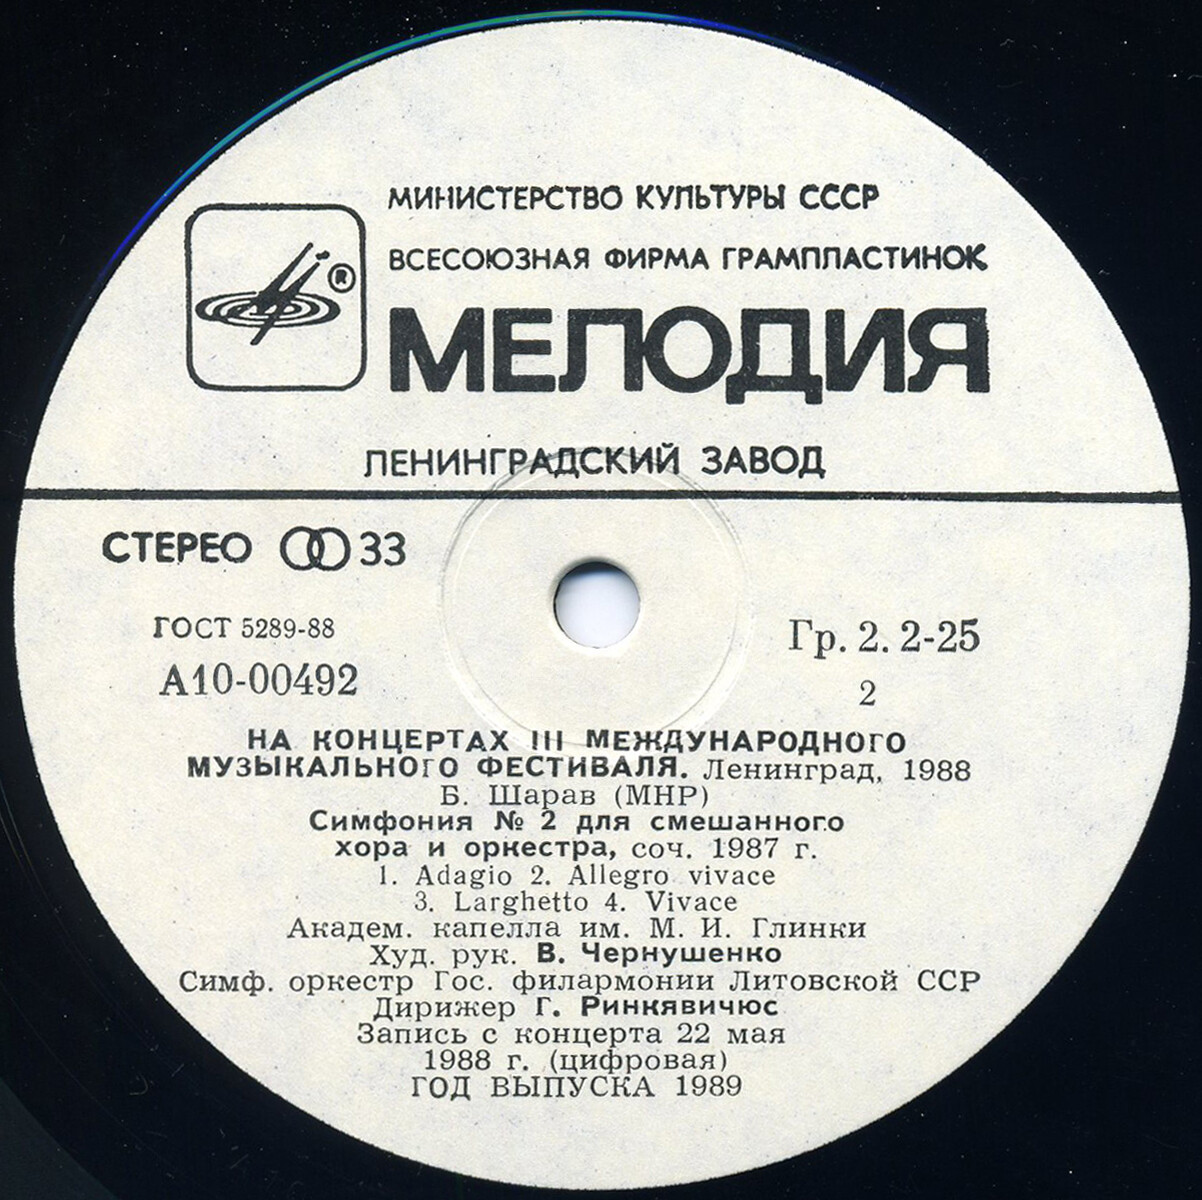 МИНИСТЕРСТВО КУЛЬТУРЫ СССР
ВСЕСОЮЗНАЯ ФИРМА ГРАМПЛАСТИНОК
®
МЕЛОДИЯ
ЛЕНИНГРАДСКИЙ ЗАВОД
СТЕРЕО 33
ГОСТ 5289-88
А10-00492
Гр. 2. 2-25
2
НА КОНЦЕРТАХ III МЕЖДУНАРОДНОГО
МУЗЫКАЛЬНОГО ФЕСТИВАЛЯ. Ленинград, 1988
Б. Шарав (МНР)
Симфония № 2 для смешанного
хора и оркестра, соч. 1987 г.
1. Adagio 2. Allegro vivace
3. Larghetto 4. Vivace
Академ. капелла им. М. И. Глинки
Худ. рук. В. Чернушенко
Симф. оркестр Гос. филармонии Литовской ССР
Дирижер Г. Ринкявичюс
Запись с концерта 22 мая
1988 г. (цифровая)
ГОД ВЫПУСКА 1989